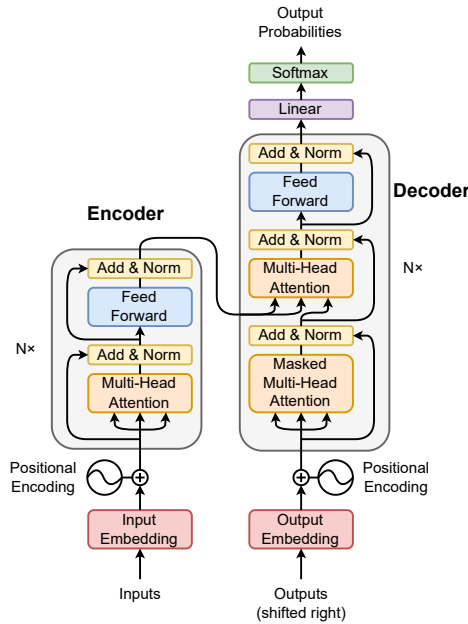 Output
Probabilities
Softmax
Linear
Add & Norm
Feed
Forward
Decoder
Add & Norm
Multi-Head
Attention
N×
Add & Norm
Masked
Multi-Head
Attention
Positional
Encoding
Output
Embedding
Outputs
(shifted right)
Encoder
Add & Norm
Feed
Forward
N×
Add & Norm
Multi-Head
Attention
Positional
Encoding
Input
Embedding
Inputs